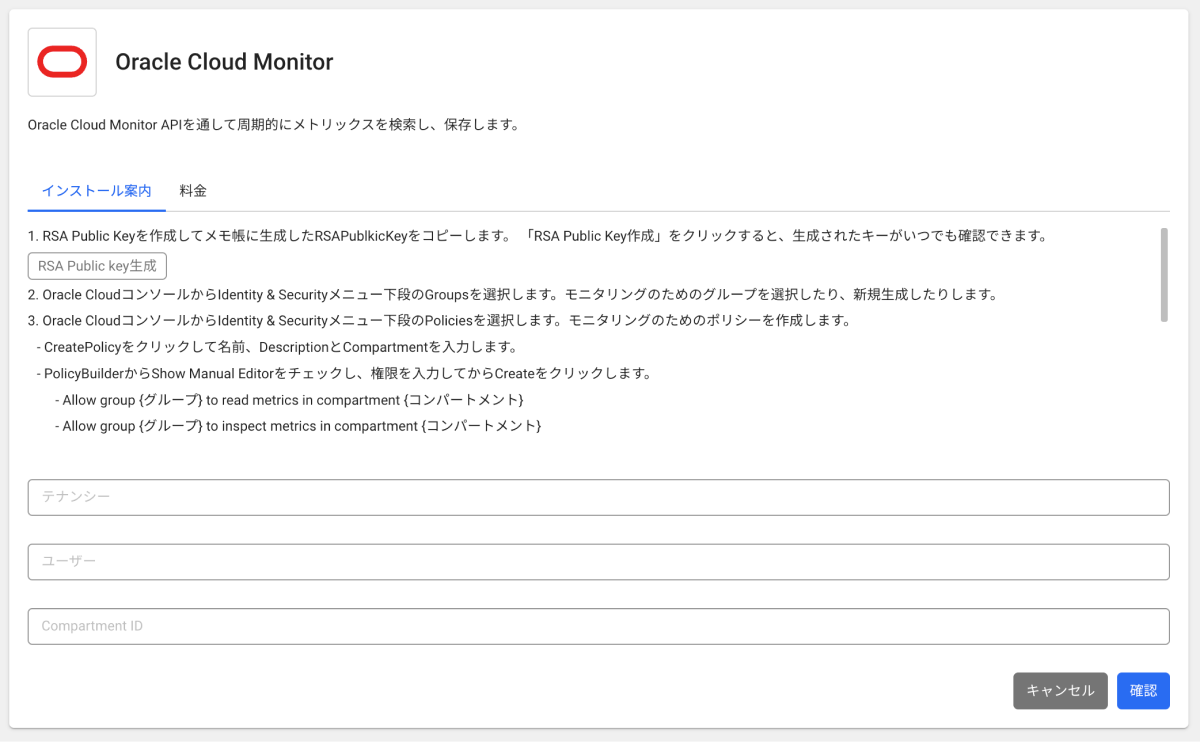 Oracle Cloud Monitor
Oracle Cloud Monitor APIを通して周期的にメトリックスを検索し、保存します。
インストール案内 料金
1. RSA Public Keyを作成してメモ帳に生成したRSAPublkicKeyをコピーします。 「RSA Public Key作成」をクリックすると、生成されたキーがいつでも確認できます。
RSA Public key生成
2. Oracle CloudコンソールからIdentity & Securityメニュー下段のGroupsを選択します。モニタリングのためのグループを選択したり、新規生成したりします。
3. Oracle CloudコンソールからIdentity & Securityメニュー下段のPoliciesを選択します。モニタリングのためのポリシーを作成します。
- CreatePolicyをクリックして名前、DescriptionとCompartmentを入力します。
- PolicyBuilderからShow Manual Editorをチェックし、権限を入力してからCreateをクリックします。
- Allow group {グループ} to read metrics in compartment {コンパートメント}
- Allow group {グループ} to inspect metrics in compartment {コンパートメント}
テナンシー
ユーザー
Compartment ID
キャンセル 確認